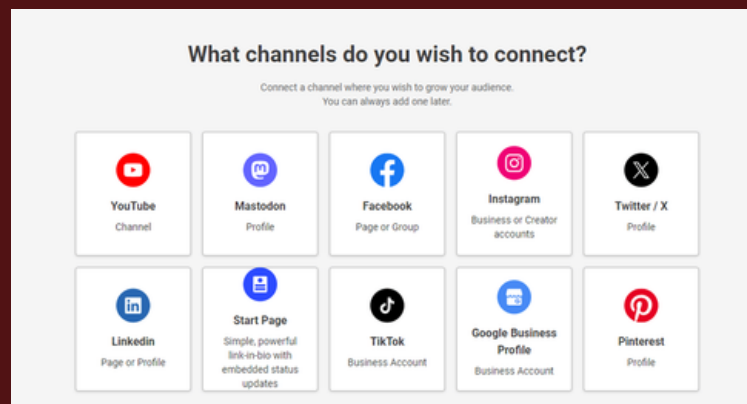 What channels do you wish to connect?
Connect a channel where you wish to grow your audience.
You can always add one later.
YouTube
Channel
Mastodon
Profile
Facebook
Page or Group
Instagram
Business or Creator
accounts
Twitter / X
Profile
Linkedin
Page or Profile
Start Page
Simple, powerful
link-in-bio with
embedded status
updates
TikTok
Business Account
Google Business
Profile
Business Account
Pinterest
Profile